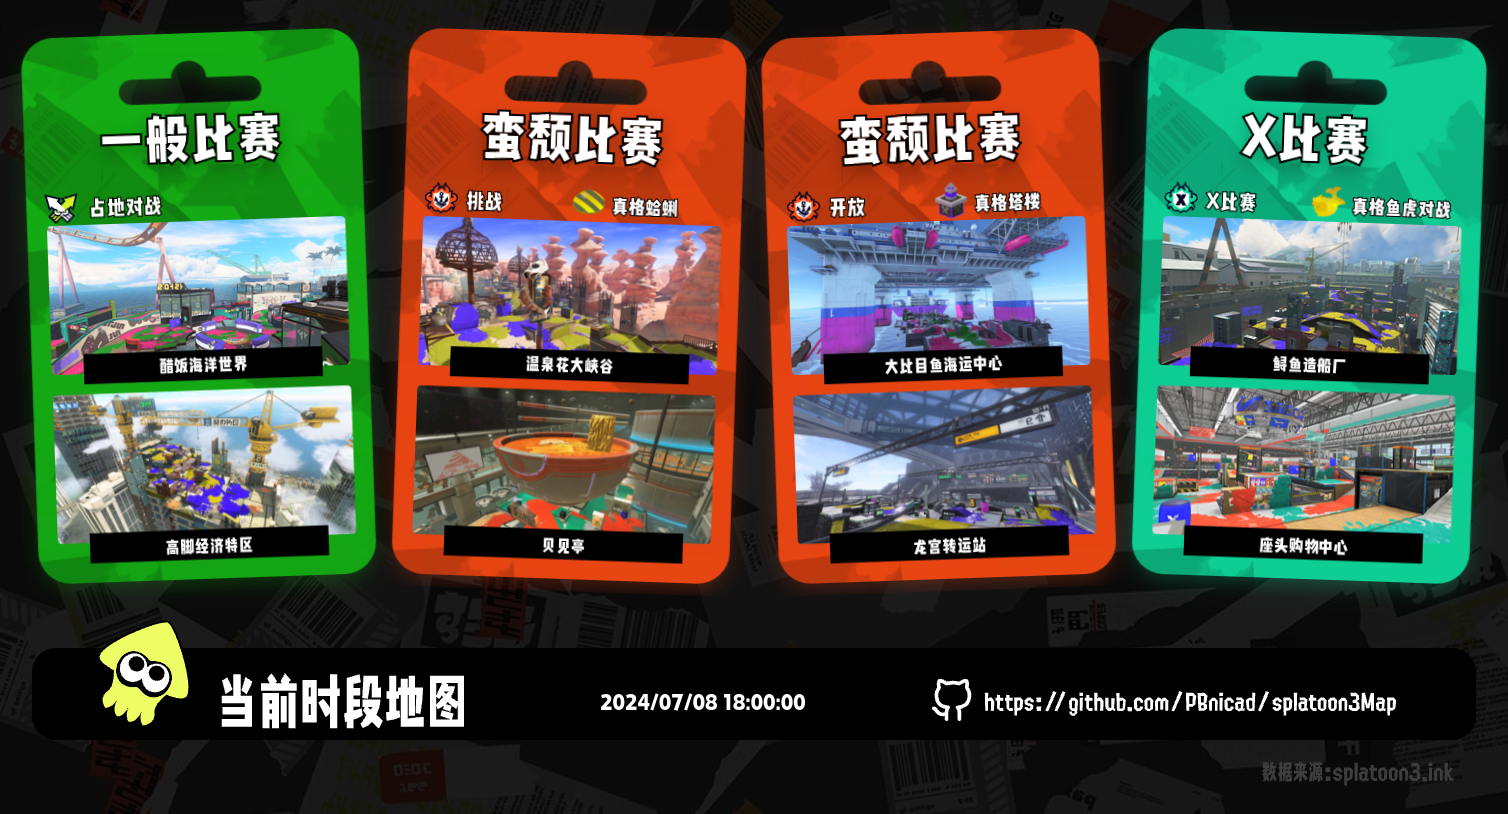 一般比赛
占地对战
醋饭海洋世界
高脚经济特区
蛮颓比赛
挑战
真格蛤蜊
温泉花大峡谷
贝见亭
蛮颓比赛
开放
真格塔楼
大比目鱼海运中心
龙宫转运站
X比赛
X比赛
真格鱼虎对战
鲟鱼造船厂
座头购物中心
当前时段地图
2024/07/08 18:00:00
https://github.com/PBnicad/splatoon3Map
数据来源:splatoon3.ink